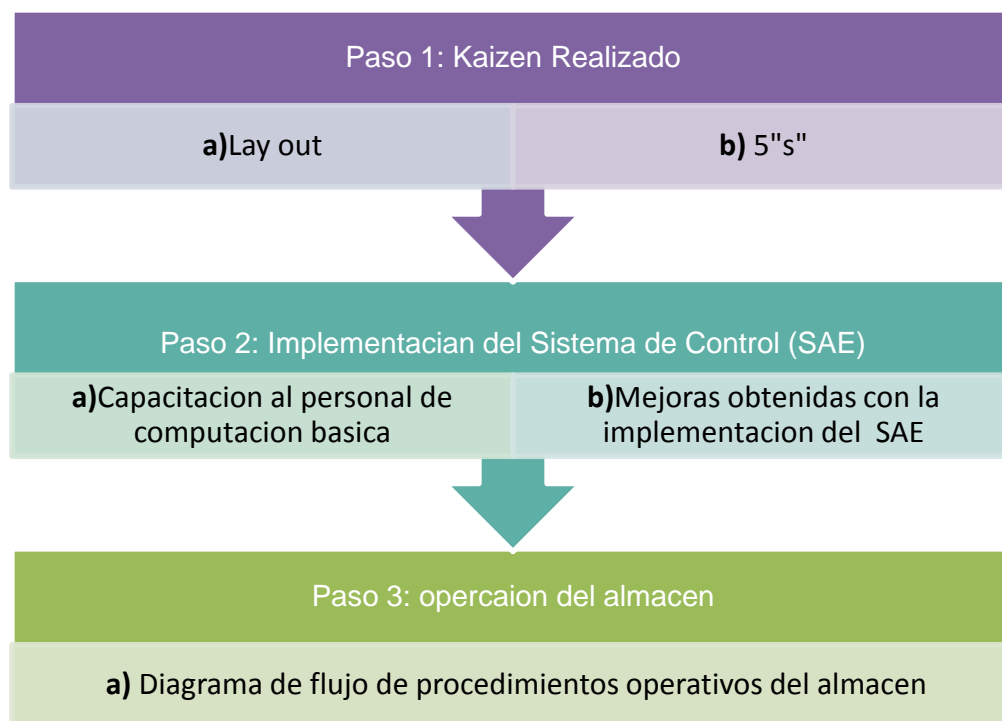 Paso 1: Kaizen Realizado
a)Lay out
b) 5"s"
Paso 2: Implementacian del Sistema de Control (SAE)
a)Capacitacion al personal de
computacion basica
b)Mejoras obtenidas con la
implementacion del SAE
Paso 3: opercaion del almacen
a) Diagrama de flujo de procedimientos operativos del almacen